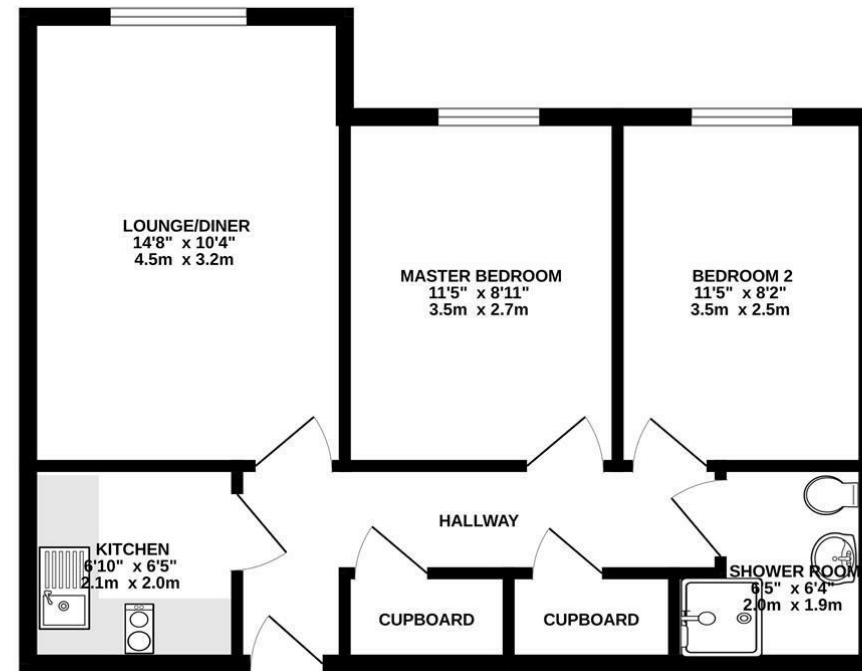 LOUNGE/DINER
14'8" x 10'4"
4.5m x 3.2m
MASTER BEDROOM
11'5" x 8'11"
3.5m x 2.7m
BEDROOM 2
11'5" x 8'2"
3.5m x 2.5m
HALLWAY
KITCHEN
6'10" x 6'5"
2.1m x 2.0m
SHOWER ROOM
6'5" x 6'4"
2.0m x 1.9m
CUPBOARD
CUPBOARD